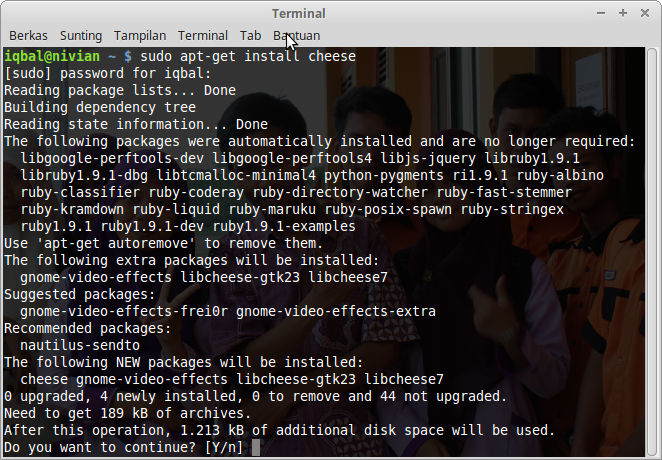 Terminal
Berkas Sunting Tampilan Terminal Tab Bantuan
iqbal@nivian ~ $ sudo apt-get install cheese
[sudo] password for iqbal:
Reading package lists... Done
Building dependency tree
Reading state information... Done
The following packages were automatically installed and are no longer required:
  libgoogle-perftools-dev libgoogle-perftools4 libjs-jquery libruby1.9.1
  libruby1.9.1-dbg libtcmalloc-minimal4 python-pygments ri1.9.1 ruby-albino
  ruby-classifier ruby-coderay ruby-directory-watcher ruby-fast-stemmer
  ruby-kramdown ruby-liquid ruby-maruku ruby-posix-spawn ruby-stringex
  ruby1.9.1 ruby1.9.1-dev ruby1.9.1-examples
Use 'apt-get autoremove' to remove them.
The following extra packages will be installed:
  gnome-video-effects libcheese-gtk23 libcheese7
Suggested packages:
  gnome-video-effects-frei0r gnome-video-effects-extra
Recommended packages:
  nautilus-sendto
The following NEW packages will be installed:
  cheese gnome-video-effects libcheese-gtk23 libcheese7
0 upgraded, 4 newly installed, 0 to remove and 44 not upgraded.
Need to get 189 kB of archives.
After this operation, 1.213 kB of additional disk space will be used.
Do you want to continue? [Y/n]